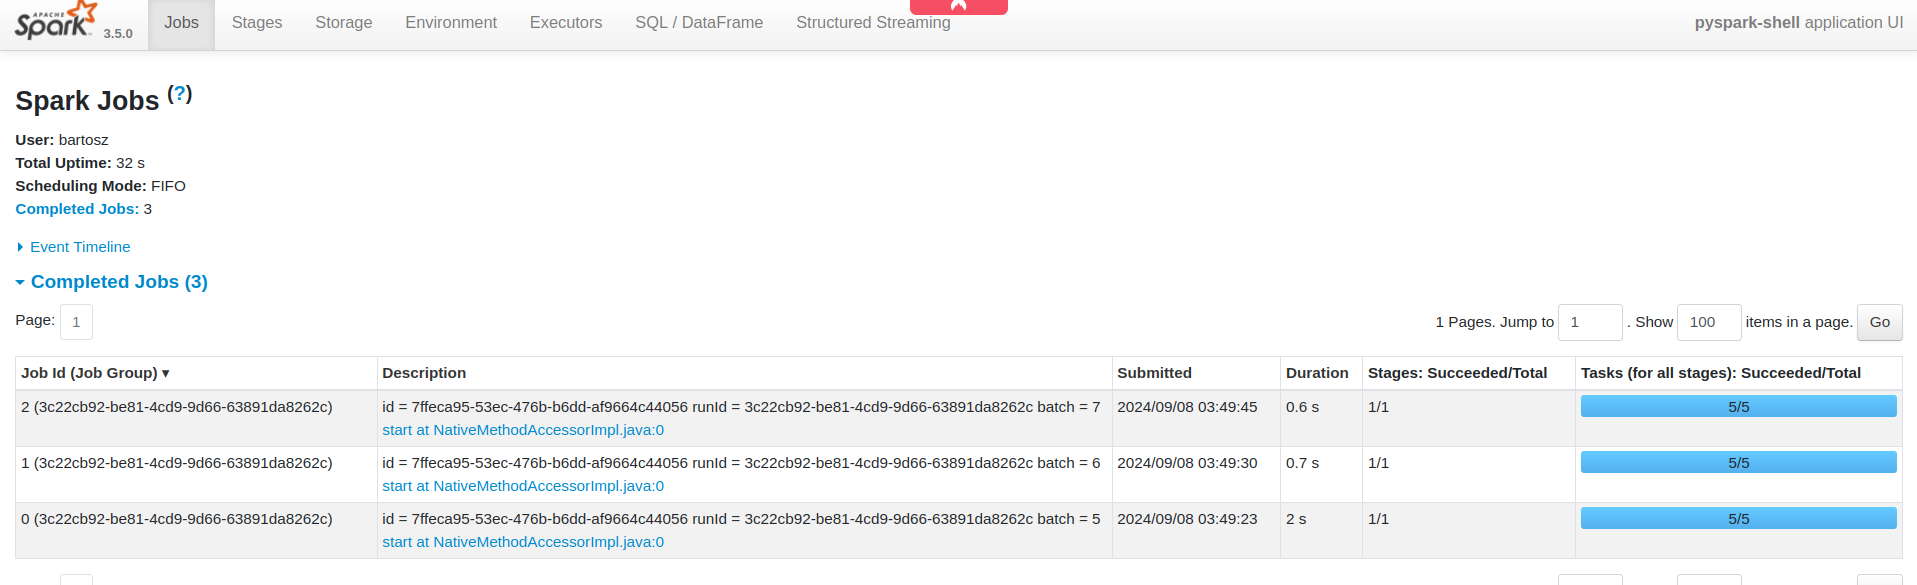 APACHE
Spark 3.5.0 Jobs Stages Storage Environment Executors SQL / DataFrame Structured Streaming pyspark-shell application UI
Spark Jobs (?)
User: bartosz
Total Uptime: 32 s
Scheduling Mode: FIFO
Completed Jobs: 3
Event Timeline
Completed Jobs (3)
Page: 1 1 Pages. Jump to 1 . Show 100 items in a page. Go
Job Id (Job Group) ▾ Description Submitted Duration Stages: Succeeded/Total Tasks (for all stages): Succeeded/Total
2 (3c22cb92-be81-4cd9-9d66-63891da8262c) id = 7ffeca95-53ec-476b-b6dd-af9664c44056 runId = 3c22cb92-be81-4cd9-9d66-63891da8262c batch = 7 2024/09/08 03:49:45 0.6 s 1/1 5/5
start at NativeMethodAccessorImpl.java:0
1 (3c22cb92-be81-4cd9-9d66-63891da8262c) id = 7ffeca95-53ec-476b-b6dd-af9664c44056 runId = 3c22cb92-be81-4cd9-9d66-63891da8262c batch = 6 2024/09/08 03:49:30 0.7 s 1/1 5/5
start at NativeMethodAccessorImpl.java:0
0 (3c22cb92-be81-4cd9-9d66-63891da8262c) id = 7ffeca95-53ec-476b-b6dd-af9664c44056 runId = 3c22cb92-be81-4cd9-9d66-63891da8262c batch = 5 2024/09/08 03:49:23 2 s 1/1 5/5
start at NativeMethodAccessorImpl.java:0